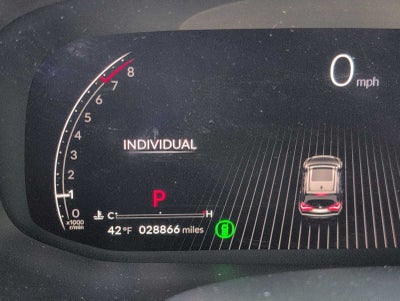 8
7
6
5
4
3
2
1
0
x1000
r/min
0 mph
INDIVIDUAL
P
C H
42°F 028866 miles